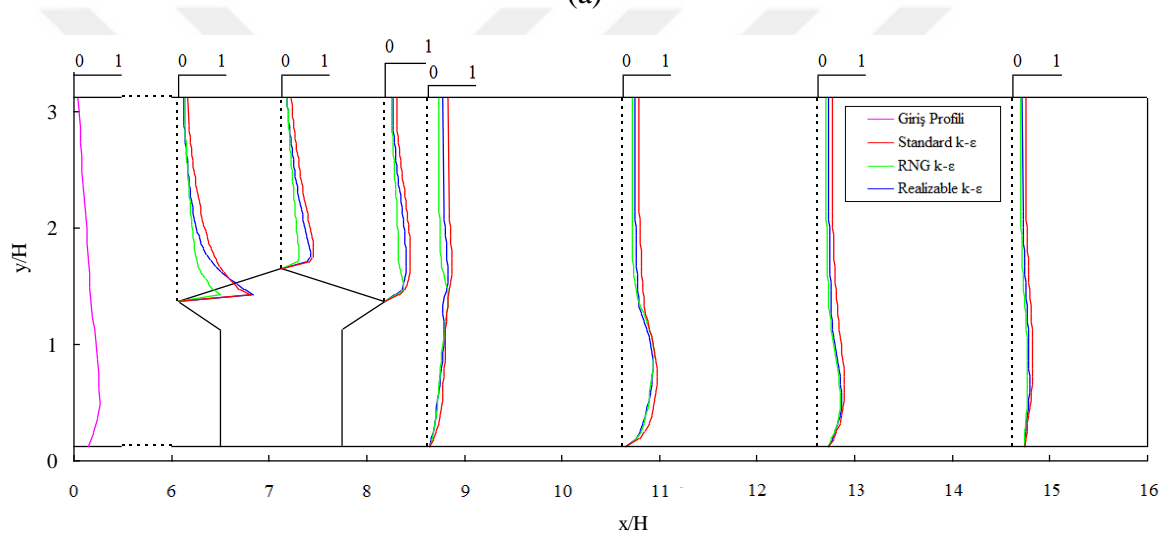 (a)
0 1
0 1
0 1
0 1
0 1
0 1
0 1
0 1
3
2
1
0
y/H
Giriş Profili
Standard k-ε
RNG k-ε
Realizable k-ε
0 6 7 8 9 10 11 12 13 14 15 16
x/H